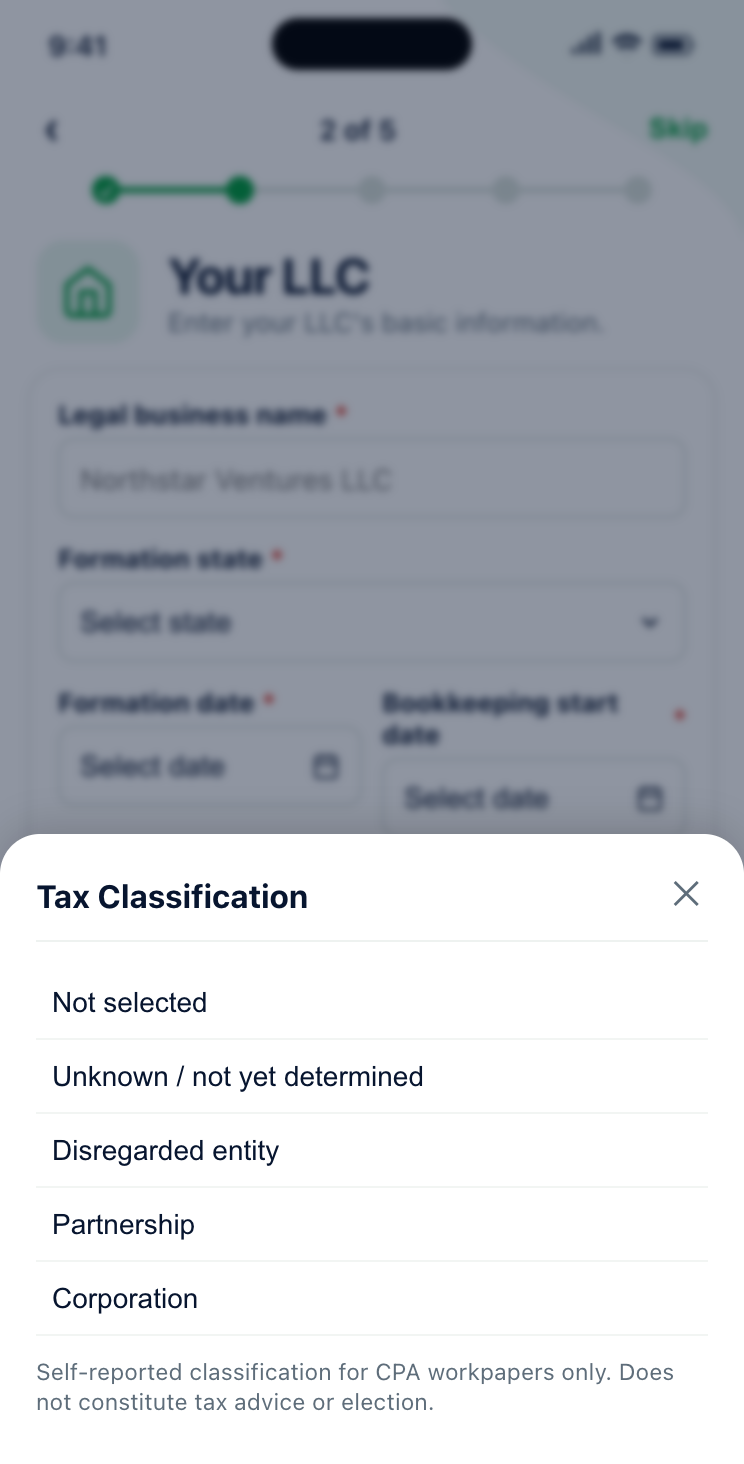 9:41
2 of 5
Skip
Your LLC
Enter your LLC's basic information.
Legal business name *
Northstar Ventures LLC
Formation state *
Select state
Formation date *
Bookkeeping start date *
Select date
Select date
Tax Classification
Not selected
Unknown / not yet determined
Disregarded entity
Partnership
Corporation
Self-reported classification for CPA workpapers only. Does
not constitute tax advice or election.